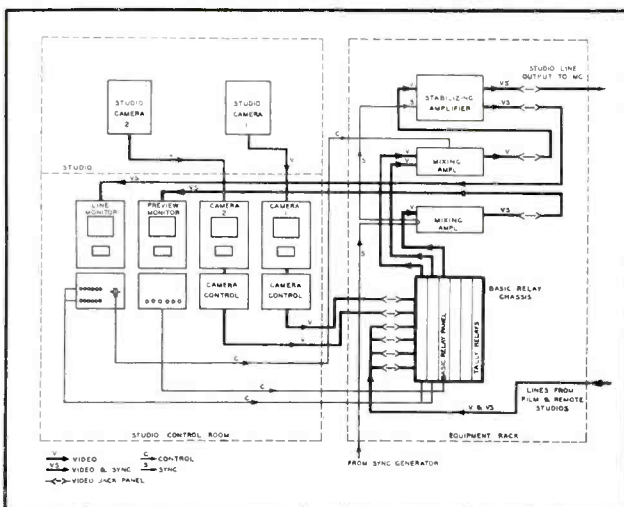 STUDIO
CAMERA
2
STUDIO
CAMERA
1
STUDIO LINE
OUTPUT TO MC
VS
VS
STABILIZING
AMPLIFIER
V
S
C
V
V
V
V
MIXING
AMPL
V
STUDIO
VS
VS
V
MIXING
AMPL
VS
S
S
LINE
MONITOR
PREVIEW
MONITOR
CAMERA
2
CAMERA
1
CAMERA
CONTROL
CAMERA
CONTROL
BASIC RELAY
CHASSIS
BASIC RELAY PANEL
TALLY RELAYS
V
V
C
C
V & VS
LINES FROM
FILM & REMOTE
STUDIOS
STUDIO CONTROL ROOM
EQUIPMENT RACK
FROM SYNC GENERATOR
V VIDEO
C CONTROL
VS VIDEO & SYNC
S SYNC
VIDEO JACK PANEL